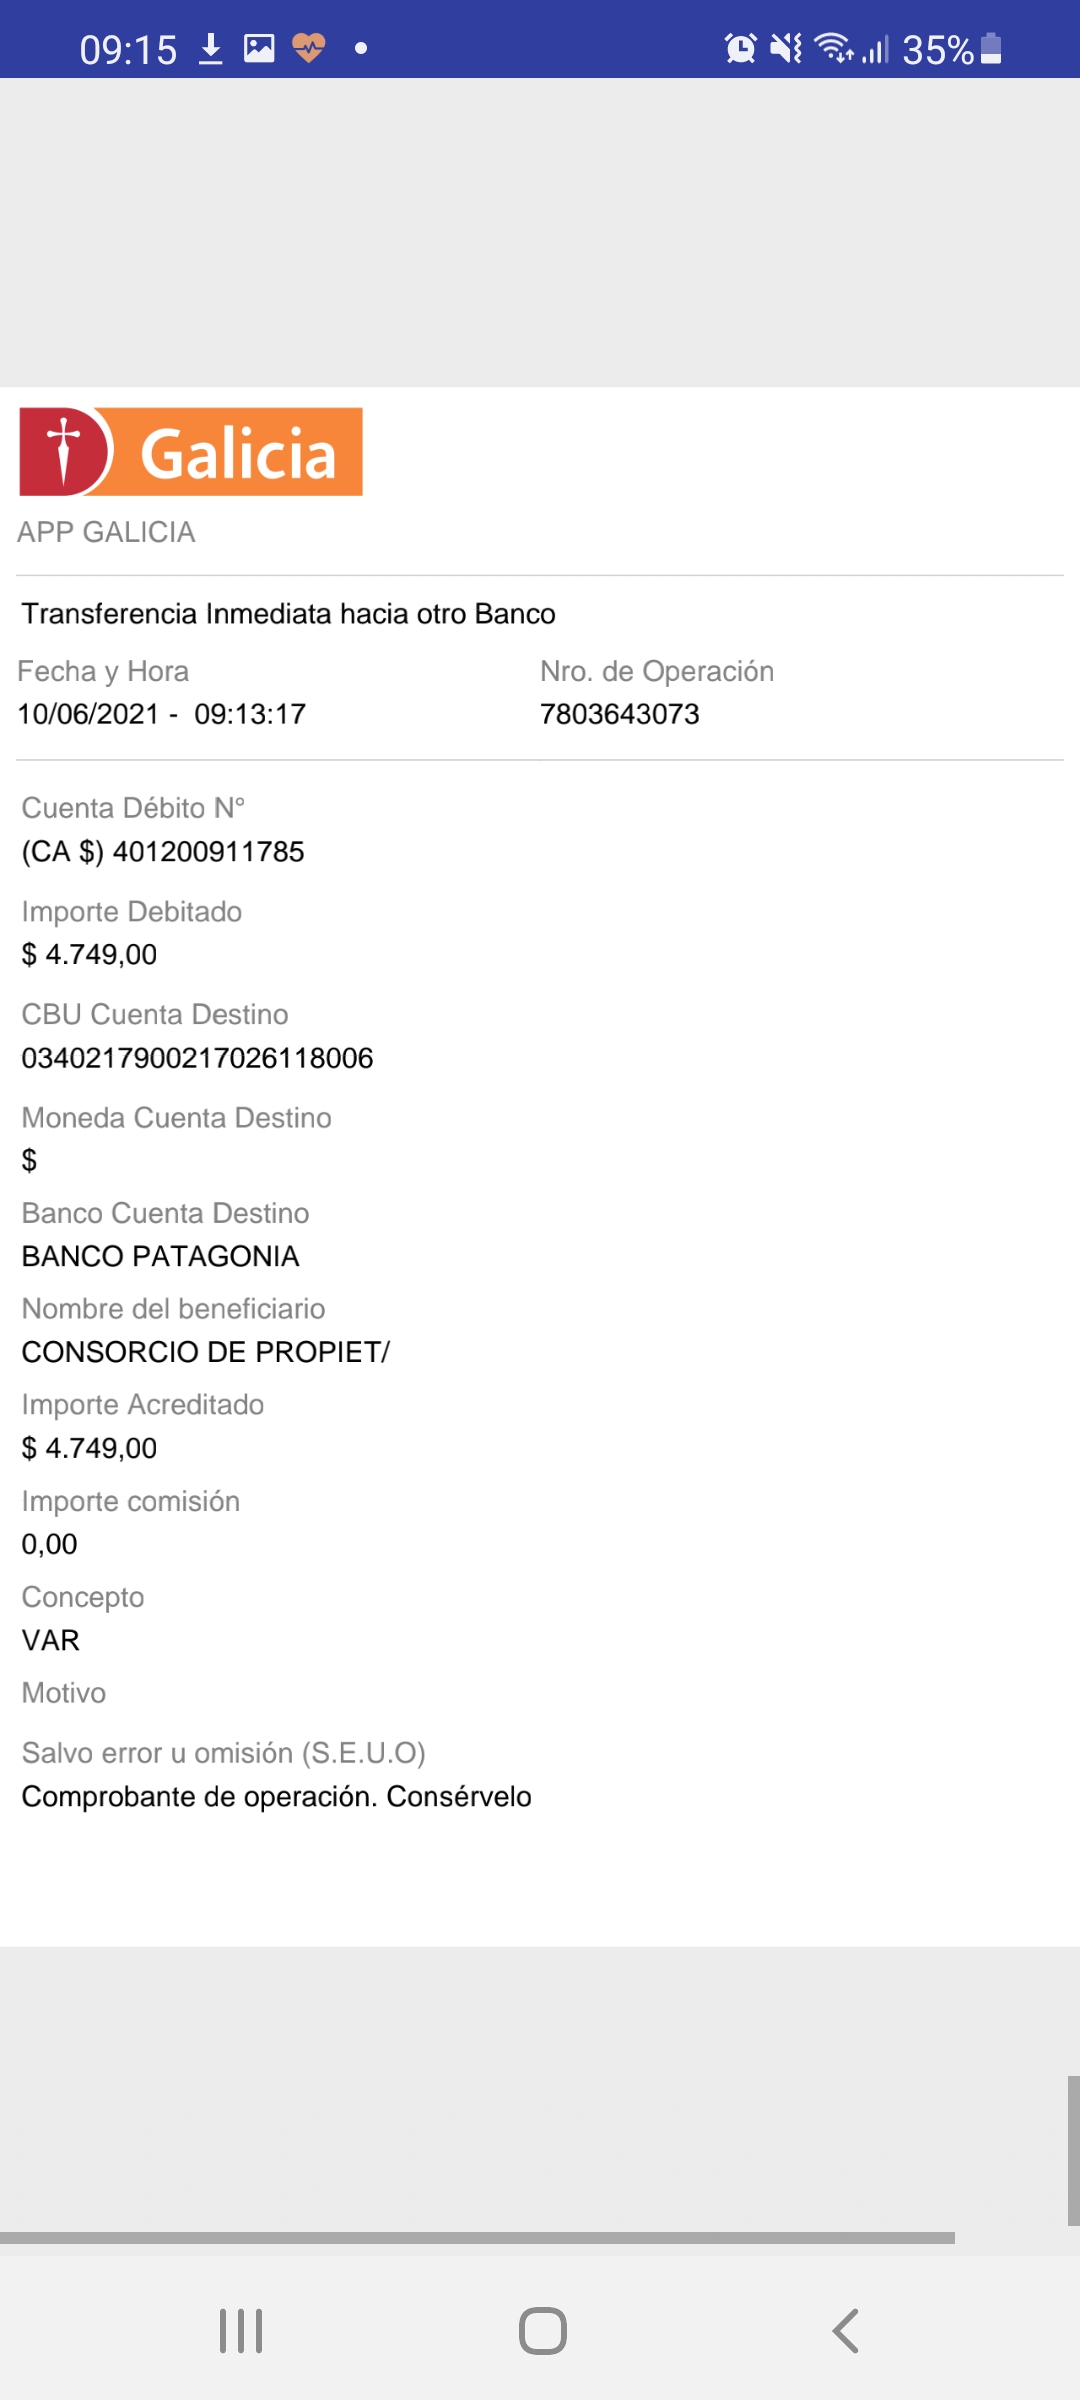 09:15
35%
Galicia
APP GALICIA
Transferencia Inmediata hacia otro Banco
Fecha y Hora
Nro. de Operación
10/06/2021 -  09:13:17
7803643073
Cuenta Débito N°
(CA $) 401200911785
Importe Debitado
$ 4.749,00
CBU Cuenta Destino
0340217900217026118006
Moneda Cuenta Destino
$
Banco Cuenta Destino
BANCO PATAGONIA
Nombre del beneficiario
CONSORCIO DE PROPIET/
Importe Acreditado
$ 4.749,00
Importe comisión
0,00
Concepto
VAR
Motivo
Salvo error u omisión (S.E.U.O)
Comprobante de operación. Consérvelo